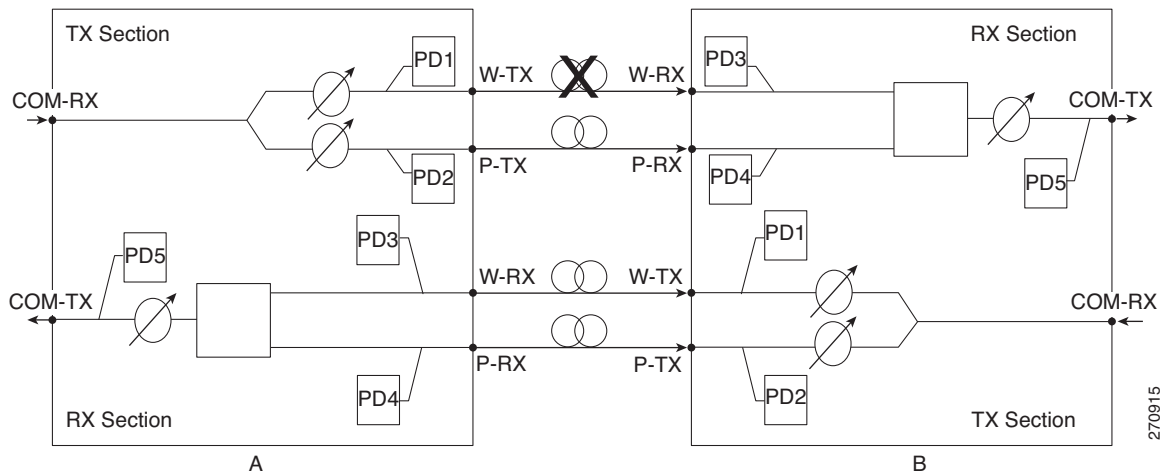 TX Section
RX Section
PD1
W-TX
W-RX
PD3
COM-RX
COM-TX
P-TX
P-RX
PD2
PD4
PD5
PD3
PD1
PD5
W-RX
W-TX
COM-TX
COM-RX
P-RX
P-TX
PD4
PD2
RX Section
TX Section
A
B
270915